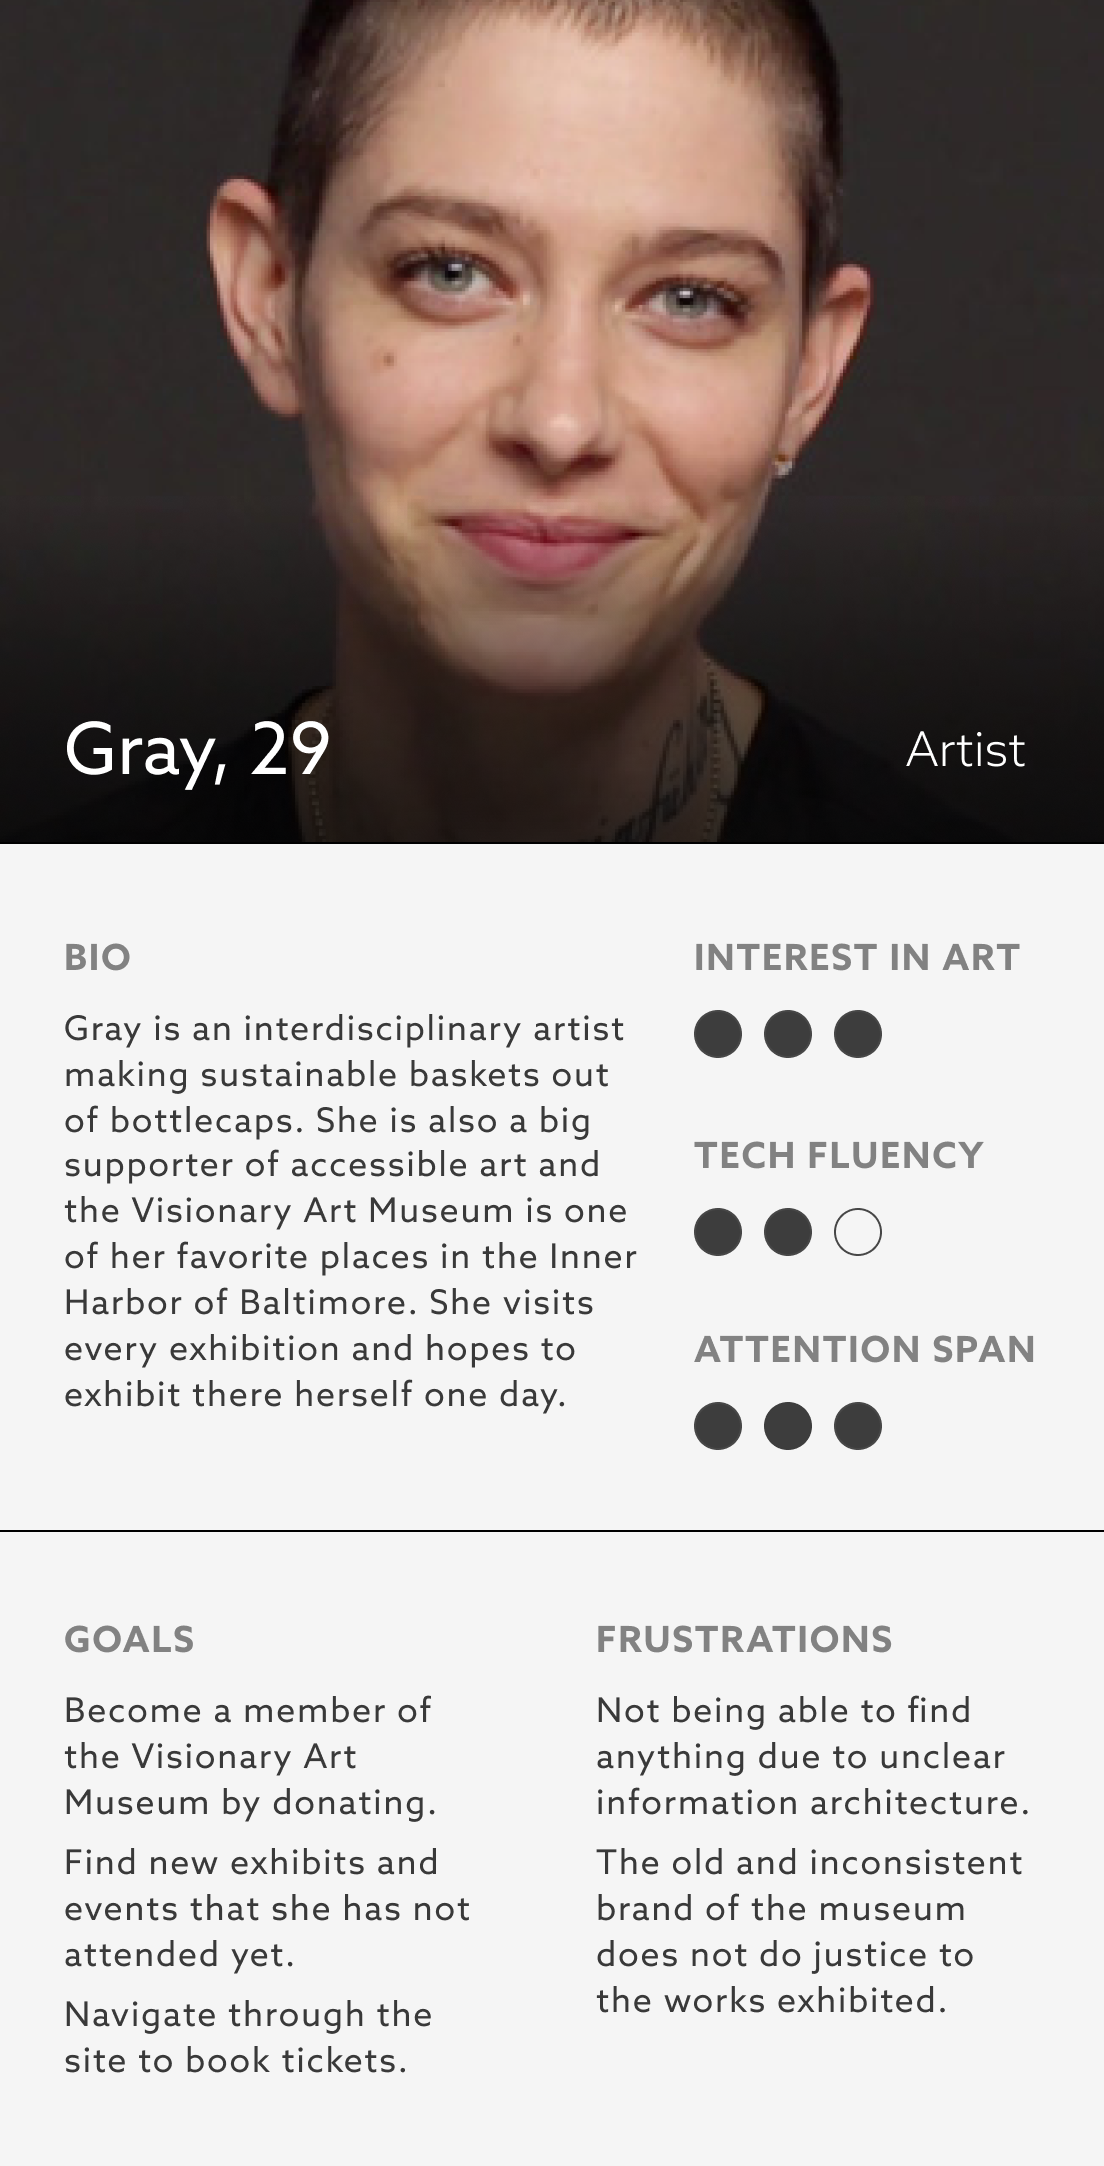 Gray, 29
Artist
BIO
Gray is an interdisciplinary artist
making sustainable baskets out
of bottlecaps. She is also a big
supporter of accessible art and
the Visionary Art Museum is one
of her favorite places in the Inner
Harbor of Baltimore. She visits
every exhibition and hopes to
exhibit there herself one day.
INTEREST IN ART
TECH FLUENCY
ATTENTION SPAN
GOALS
Become a member of
the Visionary Art
Museum by donating.
Find new exhibits and
events that she has not
attended yet.
Navigate through the
site to book tickets.
FRUSTRATIONS
Not being able to find
anything due to unclear
information architecture.
The old and inconsistent
brand of the museum
does not do justice to
the works exhibited.